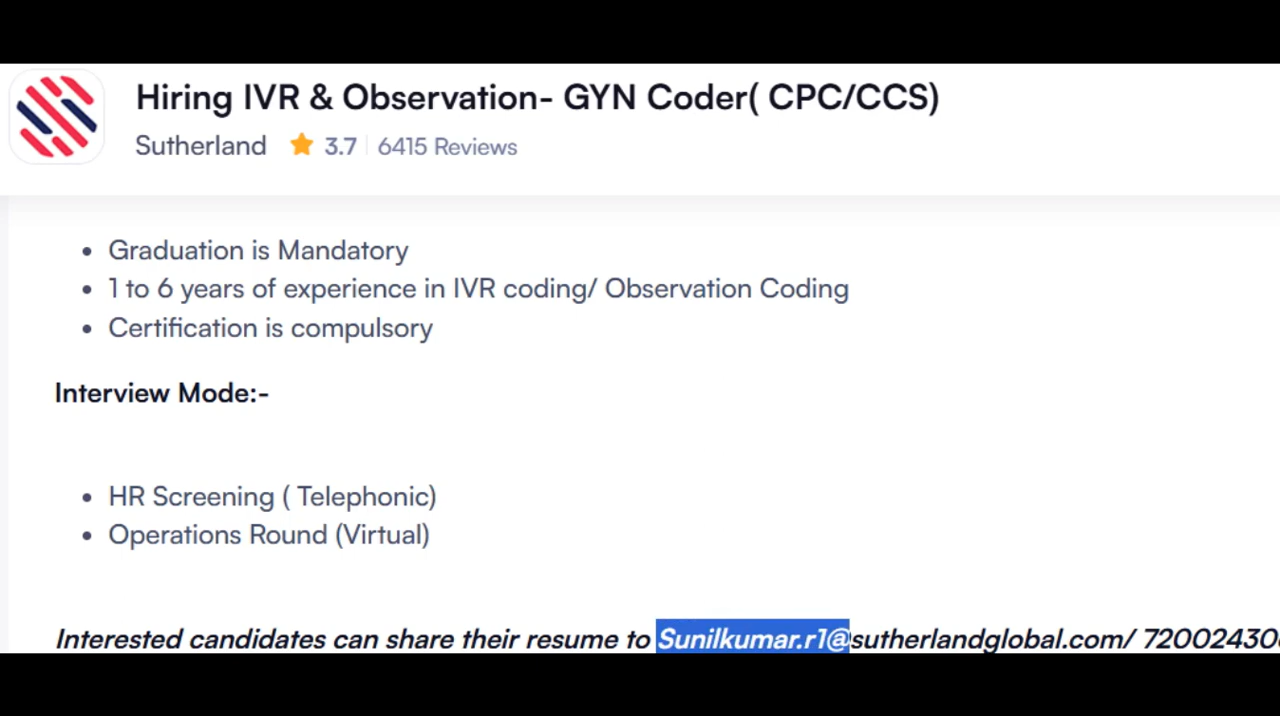 Hiring IVR & Observation- GYN Coder( CPC/CCS)
Sutherland 3.7 6415 Reviews
Graduation is Mandatory
1 to 6 years of experience in IVR coding/ Observation Coding
Certification is compulsory
Interview Mode:-
HR Screening ( Telephonic)
Operations Round (Virtual)
Interested candidates can share their resume to Sunilkumar.r1@sutherlandglobal.com/